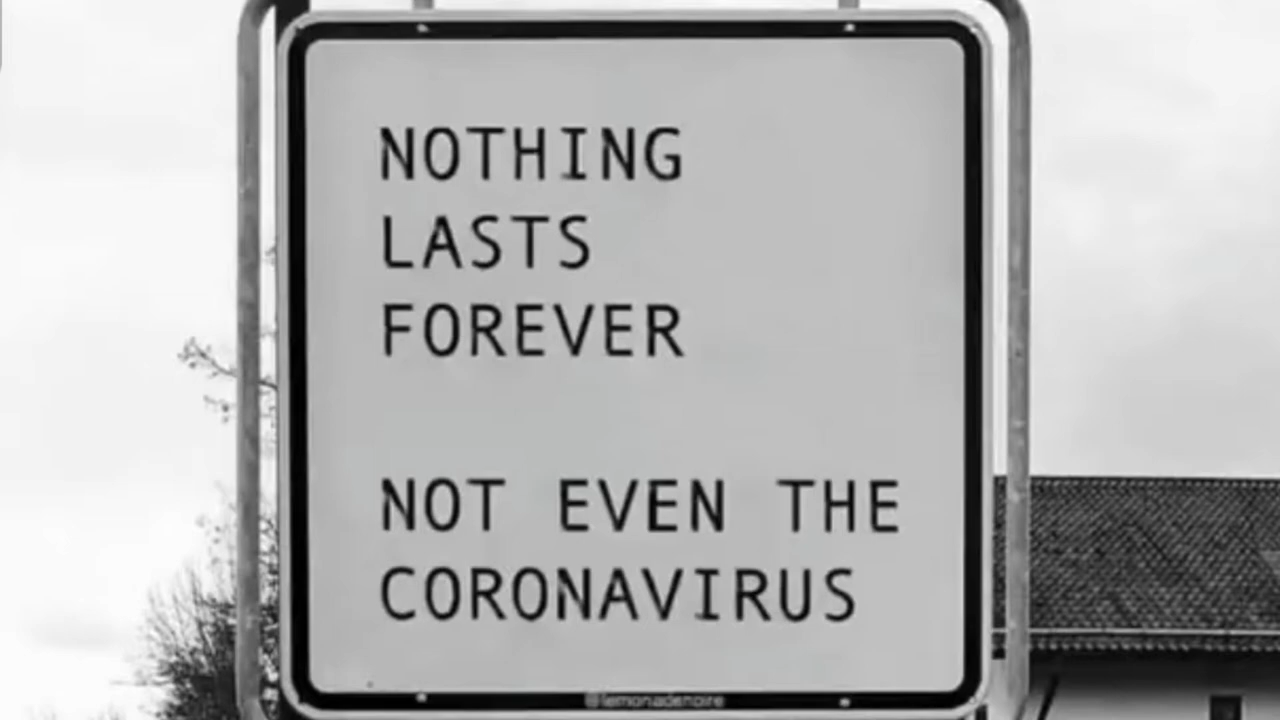 NOTHING
LASTS
FOREVER
NOT EVEN THE
CORONAVIRUS
@lemonadenoire